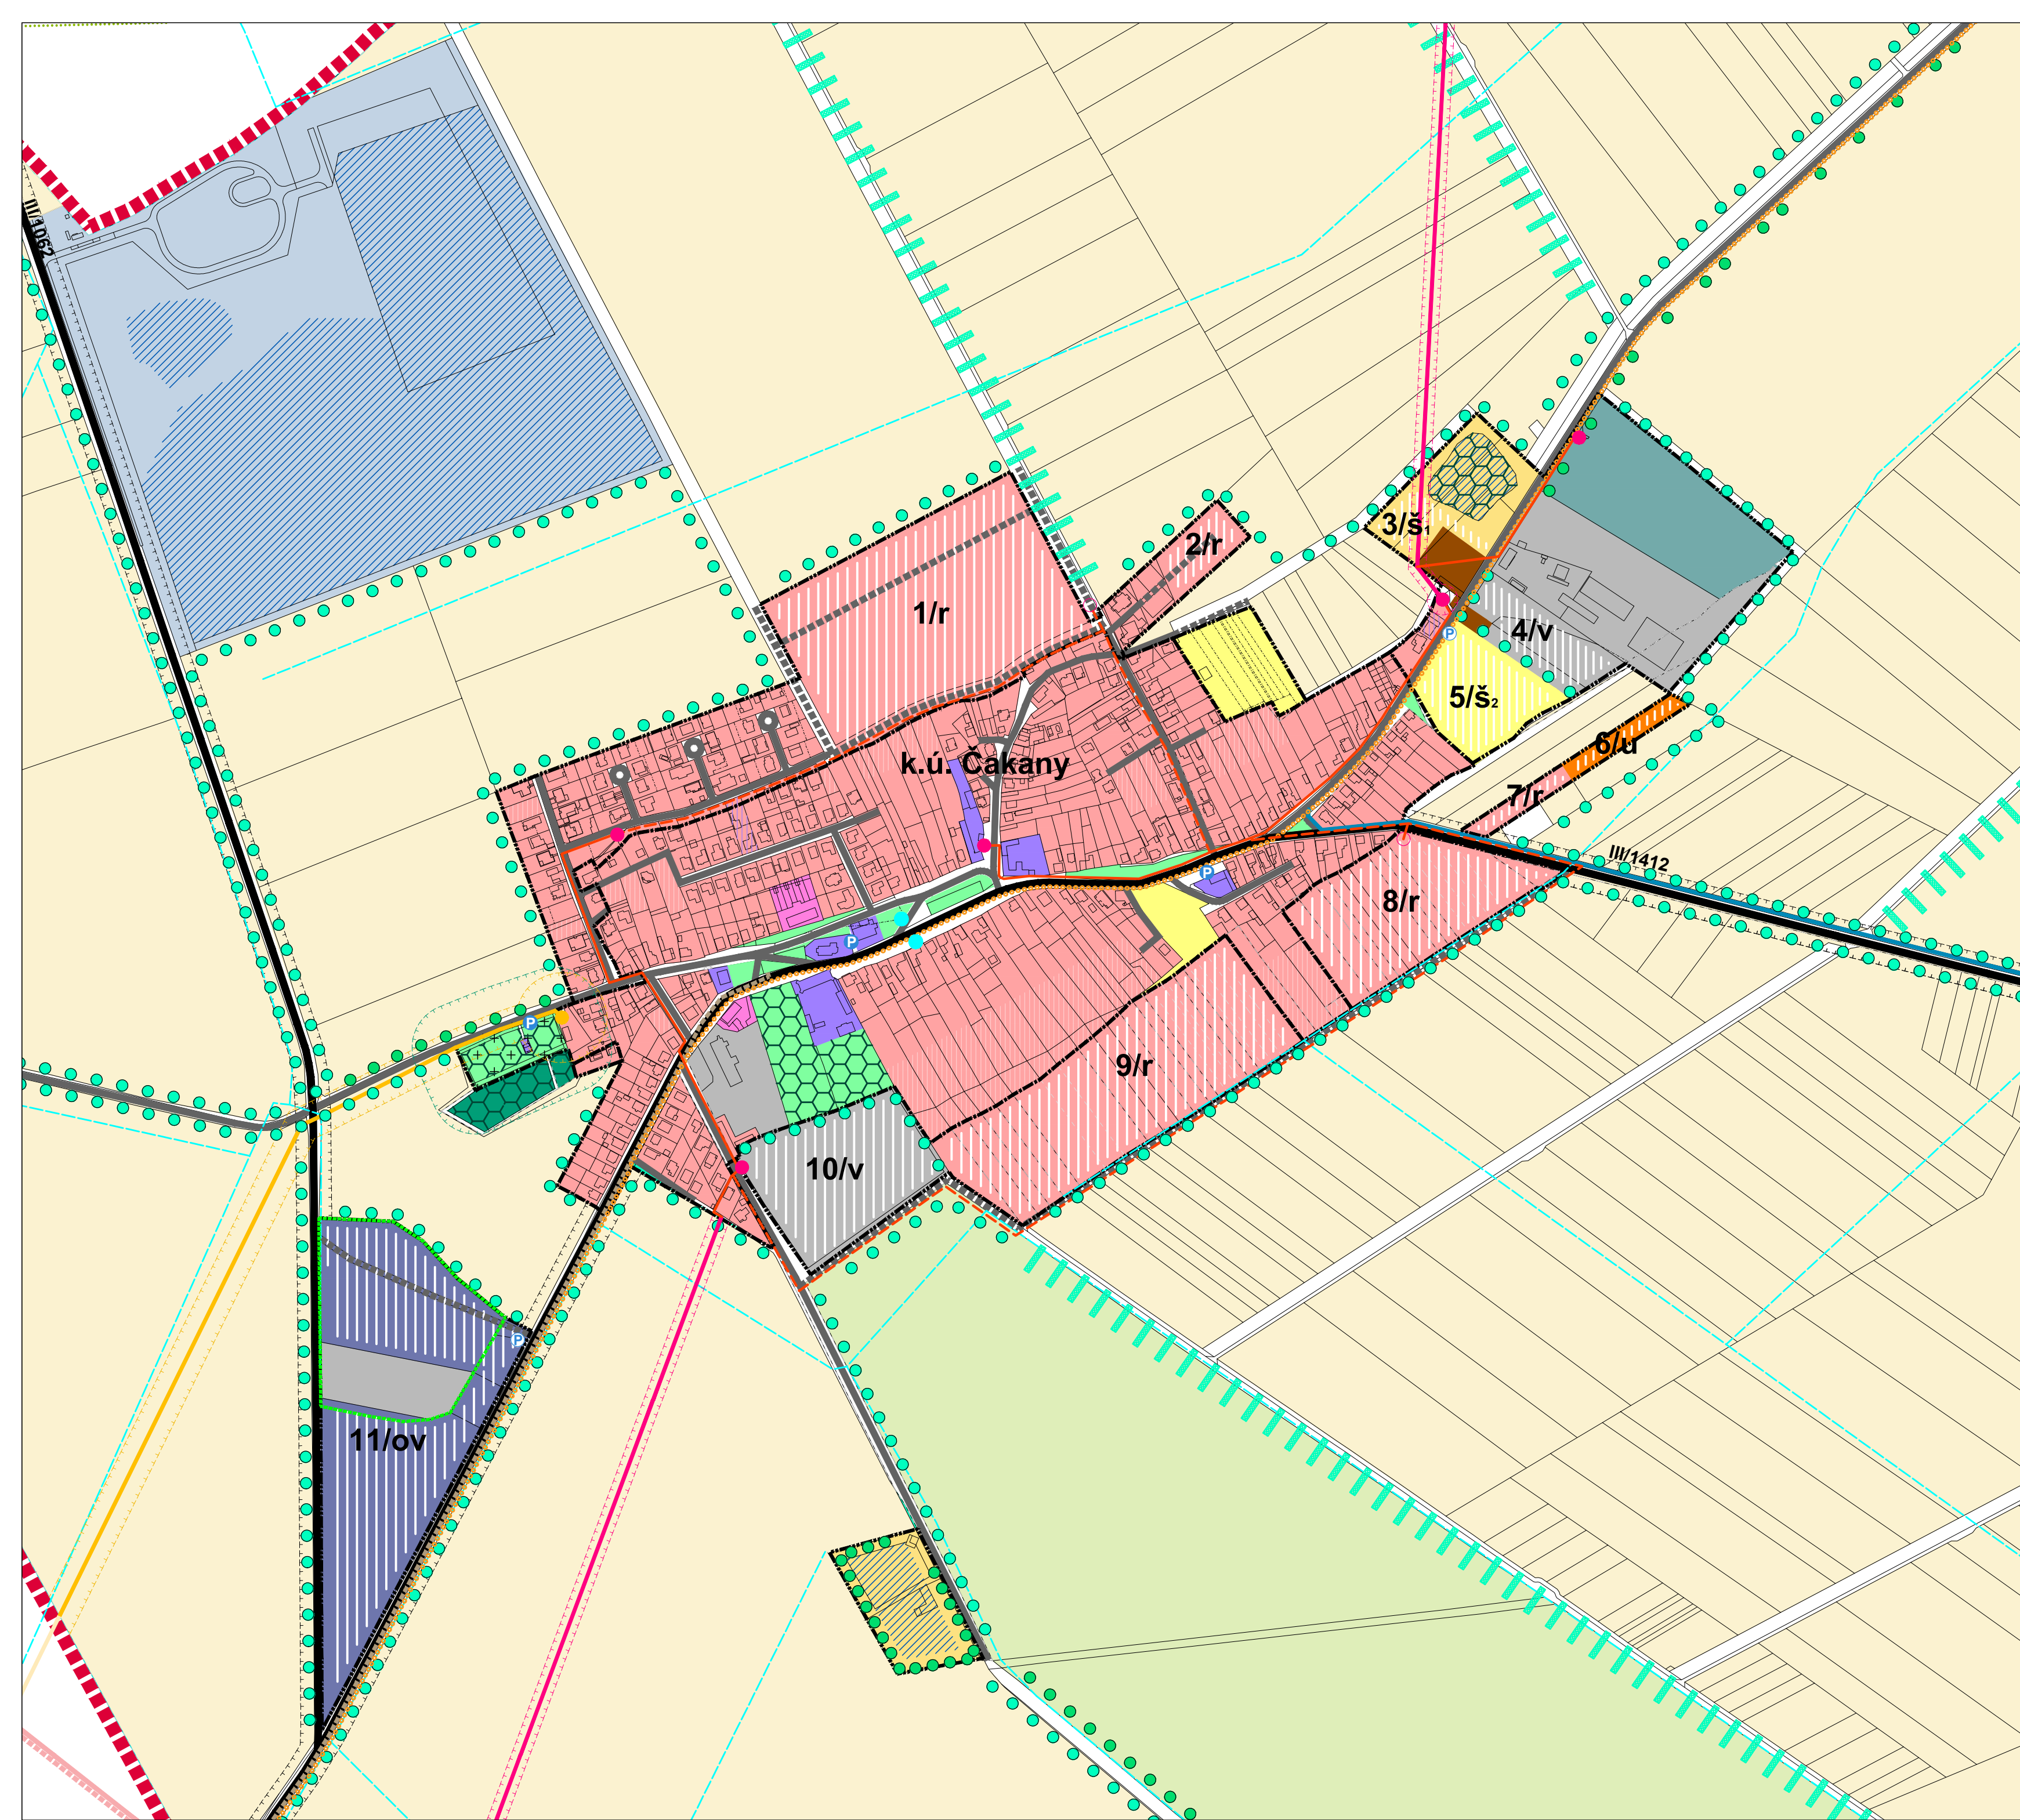 III/1062
2/r
3/š1
1/r
4/v
P
5/š2
k.ú. Čakany
6/u
7/r
III/1412
P
8/r
P
P
9/r
10/v
P
11/ov